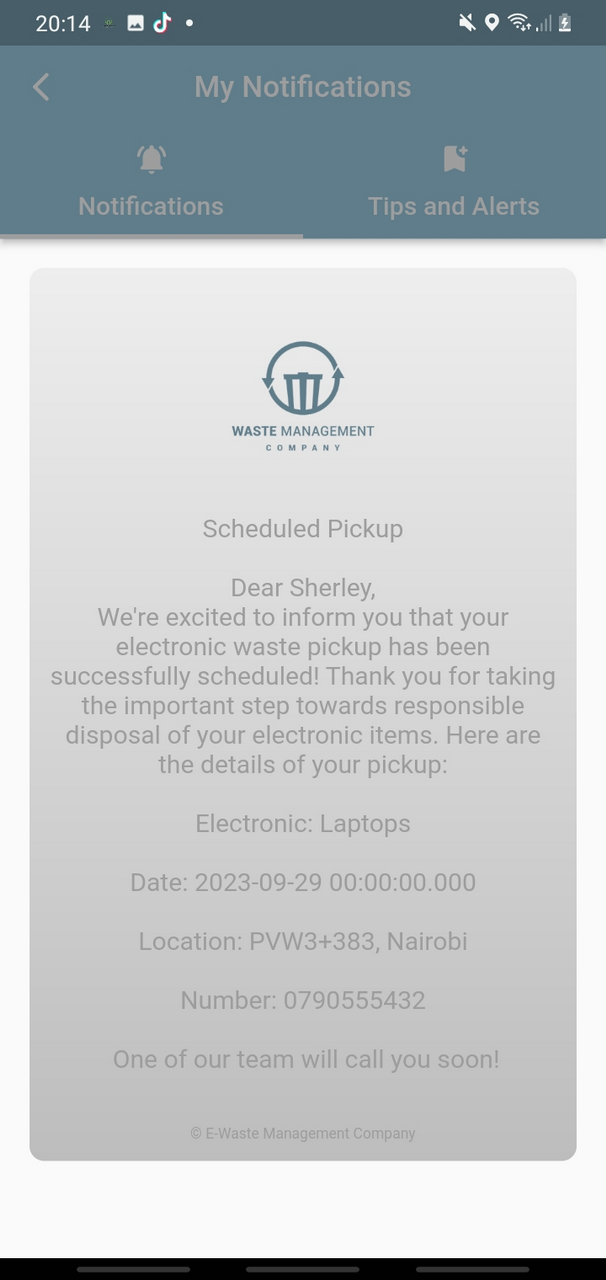 20:14
My Notifications
Notifications
Tips and Alerts
WASTE MANAGEMENT
COMPANY
Scheduled Pickup
Dear Sherley,
We're excited to inform you that your
electronic waste pickup has been
successfully scheduled! Thank you for taking
the important step towards responsible
disposal of your electronic items. Here are
the details of your pickup:
Electronic: Laptops
Date: 2023-09-29 00:00:00.000
Location: PVW3+383, Nairobi
Number: 0790555432
One of our team will call you soon!
© E-Waste Management Company